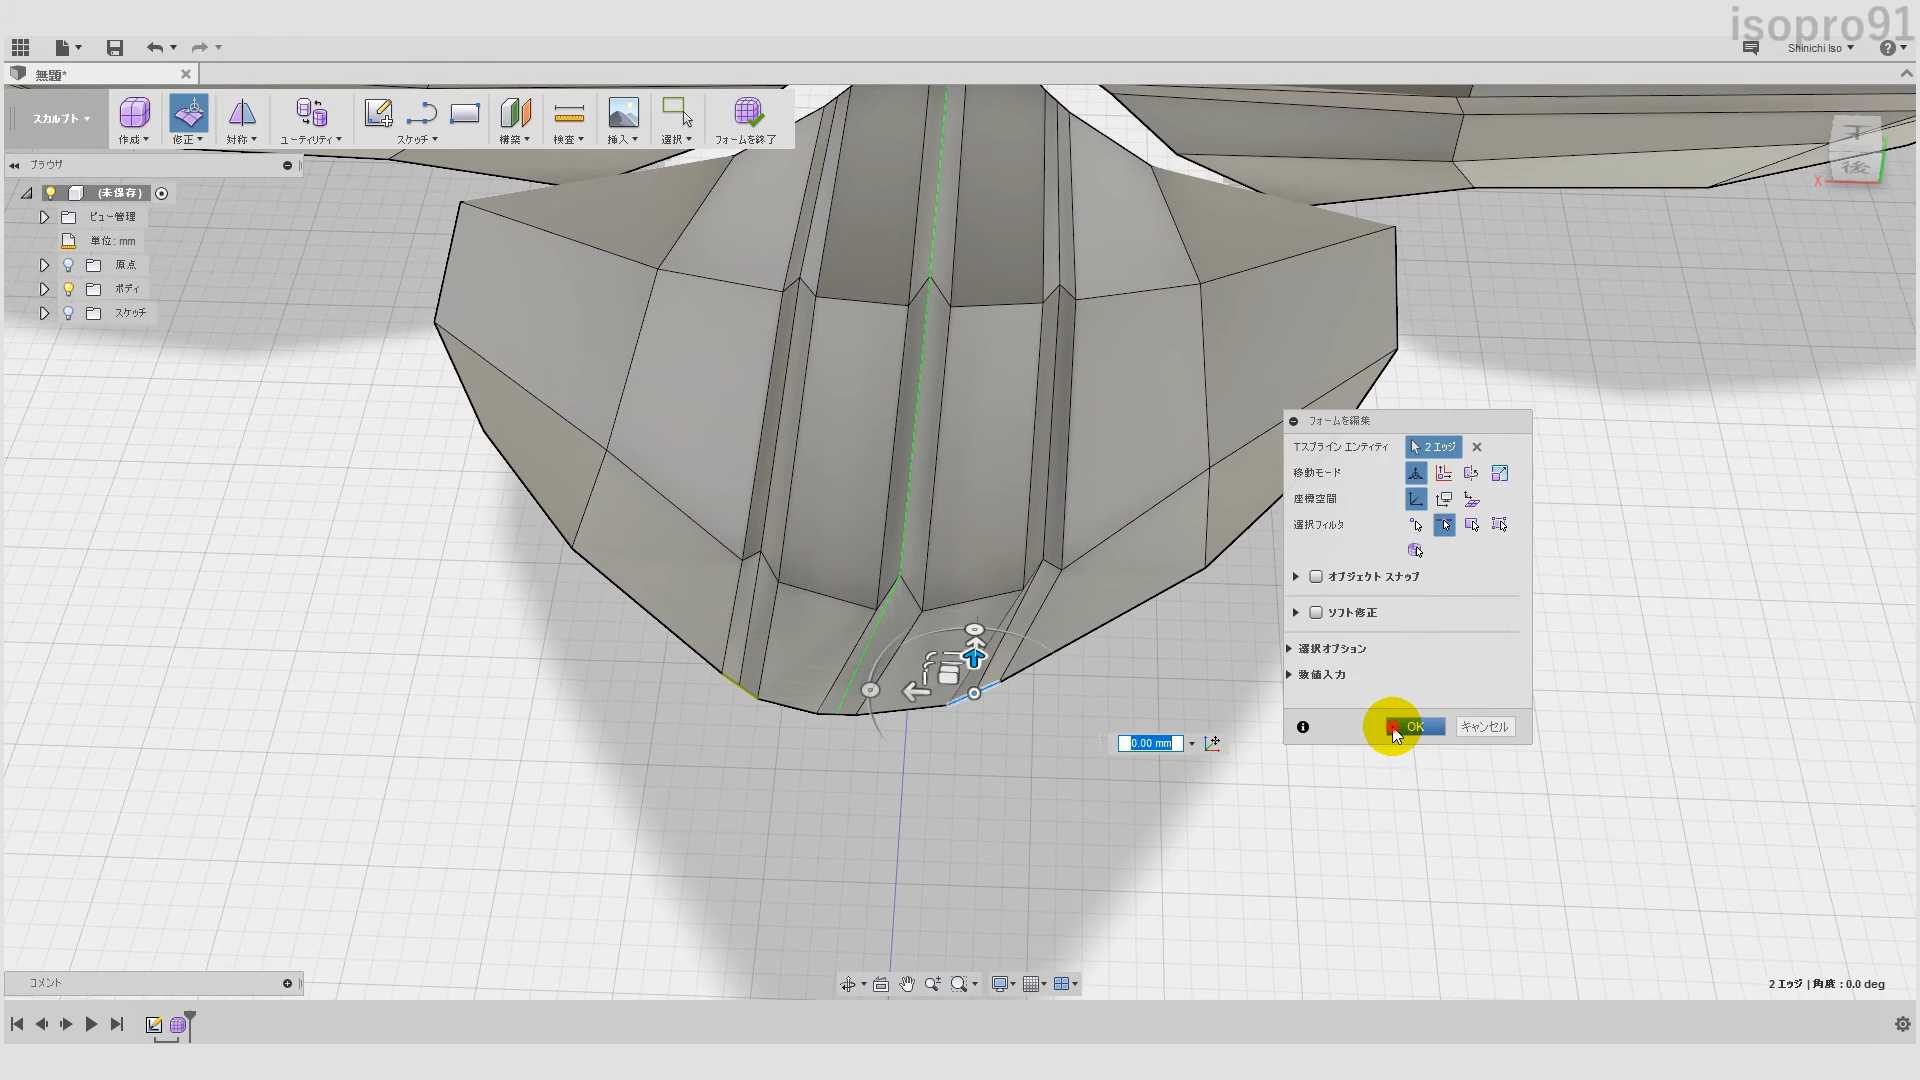 isopro91
Shinichi Iso
無題*
スカルプト
作成
修正
対称
ユーティリティ
スケッチ
構築
検査
挿入
選択
フォームを終了
ブラウザ
(未保存)
ビュー管理
単位: mm
原点
ボディ
スケッチ
下
後
X
フォームを編集
Tスプライン エンティティ
2 エッジ
移動モード
座標空間
選択フィルタ
オブジェクト スナップ
ソフト修正
選択オプション
数値入力
OK
キャンセル
0.00 mm
コメント
2 エッジ | 角度 : 0.0 deg